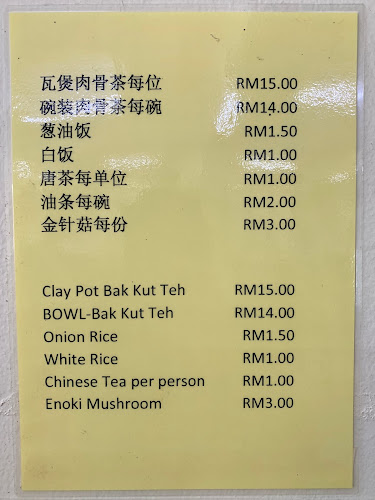 瓦煲肉骨茶每位 RM15.00
碗装肉骨茶每碗 RM14.00
葱油饭 RM1.50
白饭 RM1.00
唐茶每单位 RM1.00
油条每碗 RM2.00
金针菇每份 RM3.00
Clay Pot Bak Kut Teh RM15.00
BOWL-Bak Kut Teh RM14.00
Onion Rice RM1.50
White Rice RM1.00
Chinese Tea per person RM1.00
Enoki Mushroom RM3.00